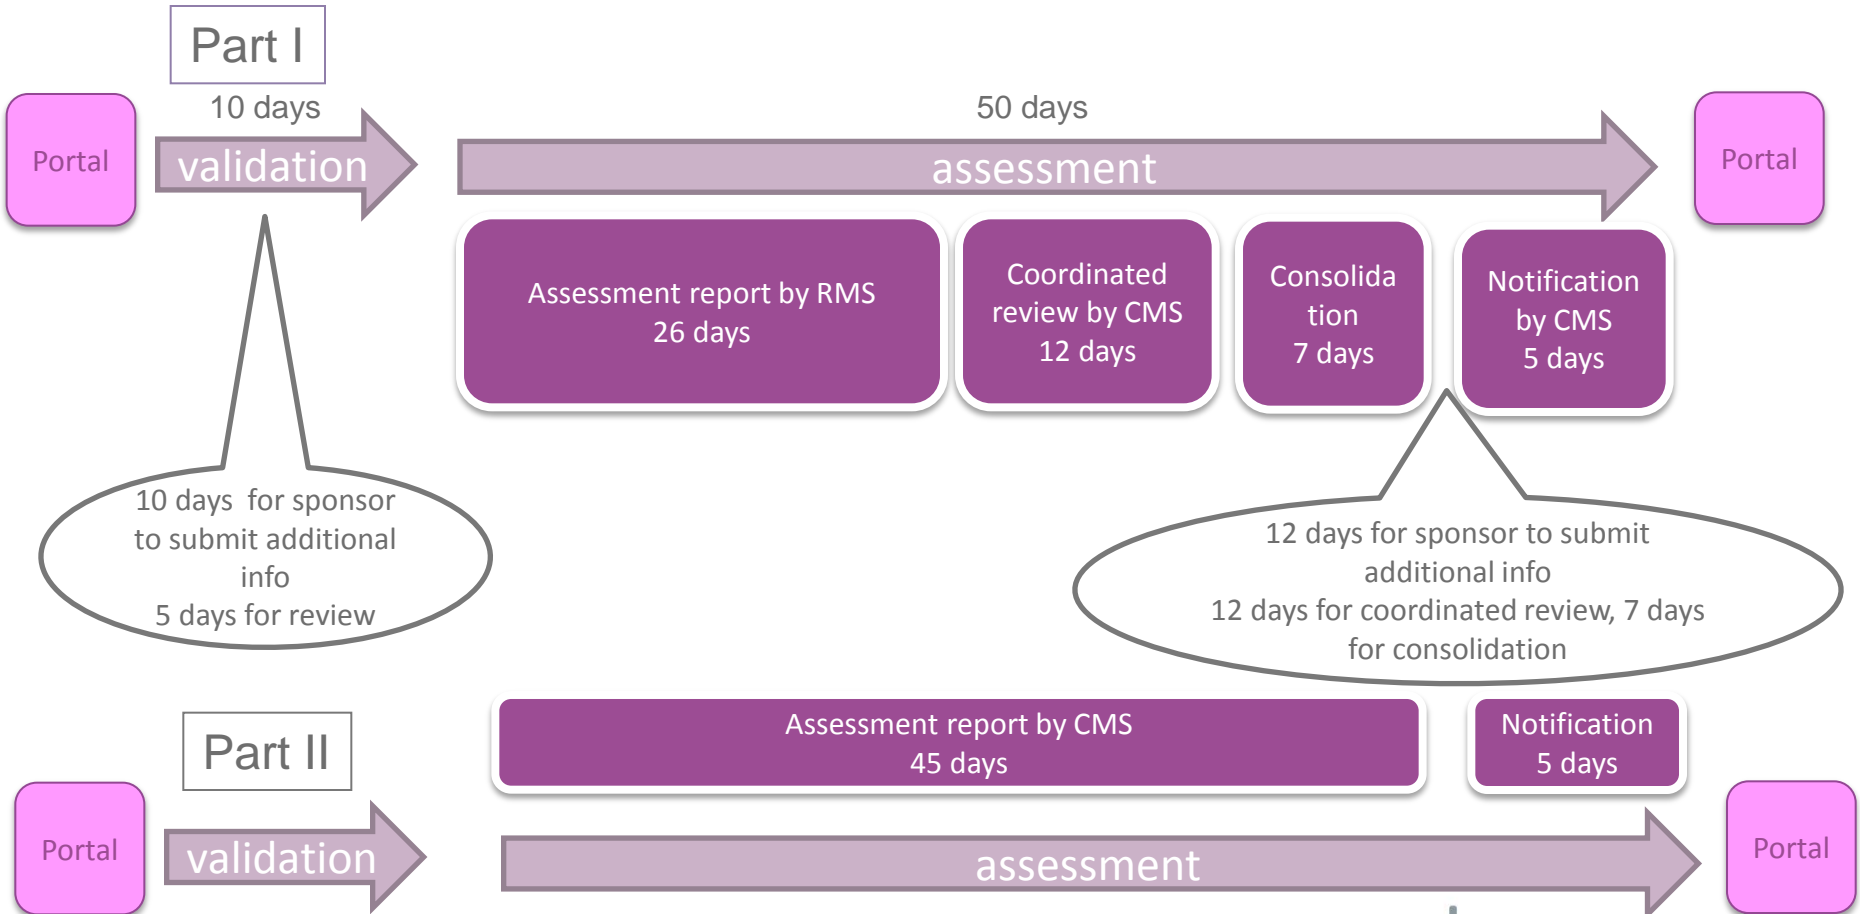 Part I
10 days
50 days
Portal
validation
assessment
Portal
Assessment report by RMS
26 days
Coordinated
review by CMS
12 days
Consolida
tion
7 days
Notification
by CMS
5 days
10 days for sponsor
to submit additional
info
5 days for review
12 days for sponsor to submit
additional info
12 days for coordinated review, 7 days
for consolidation
Part II
Assessment report by CMS
45 days
Notification
5 days
Portal
validation
assessment
Portal